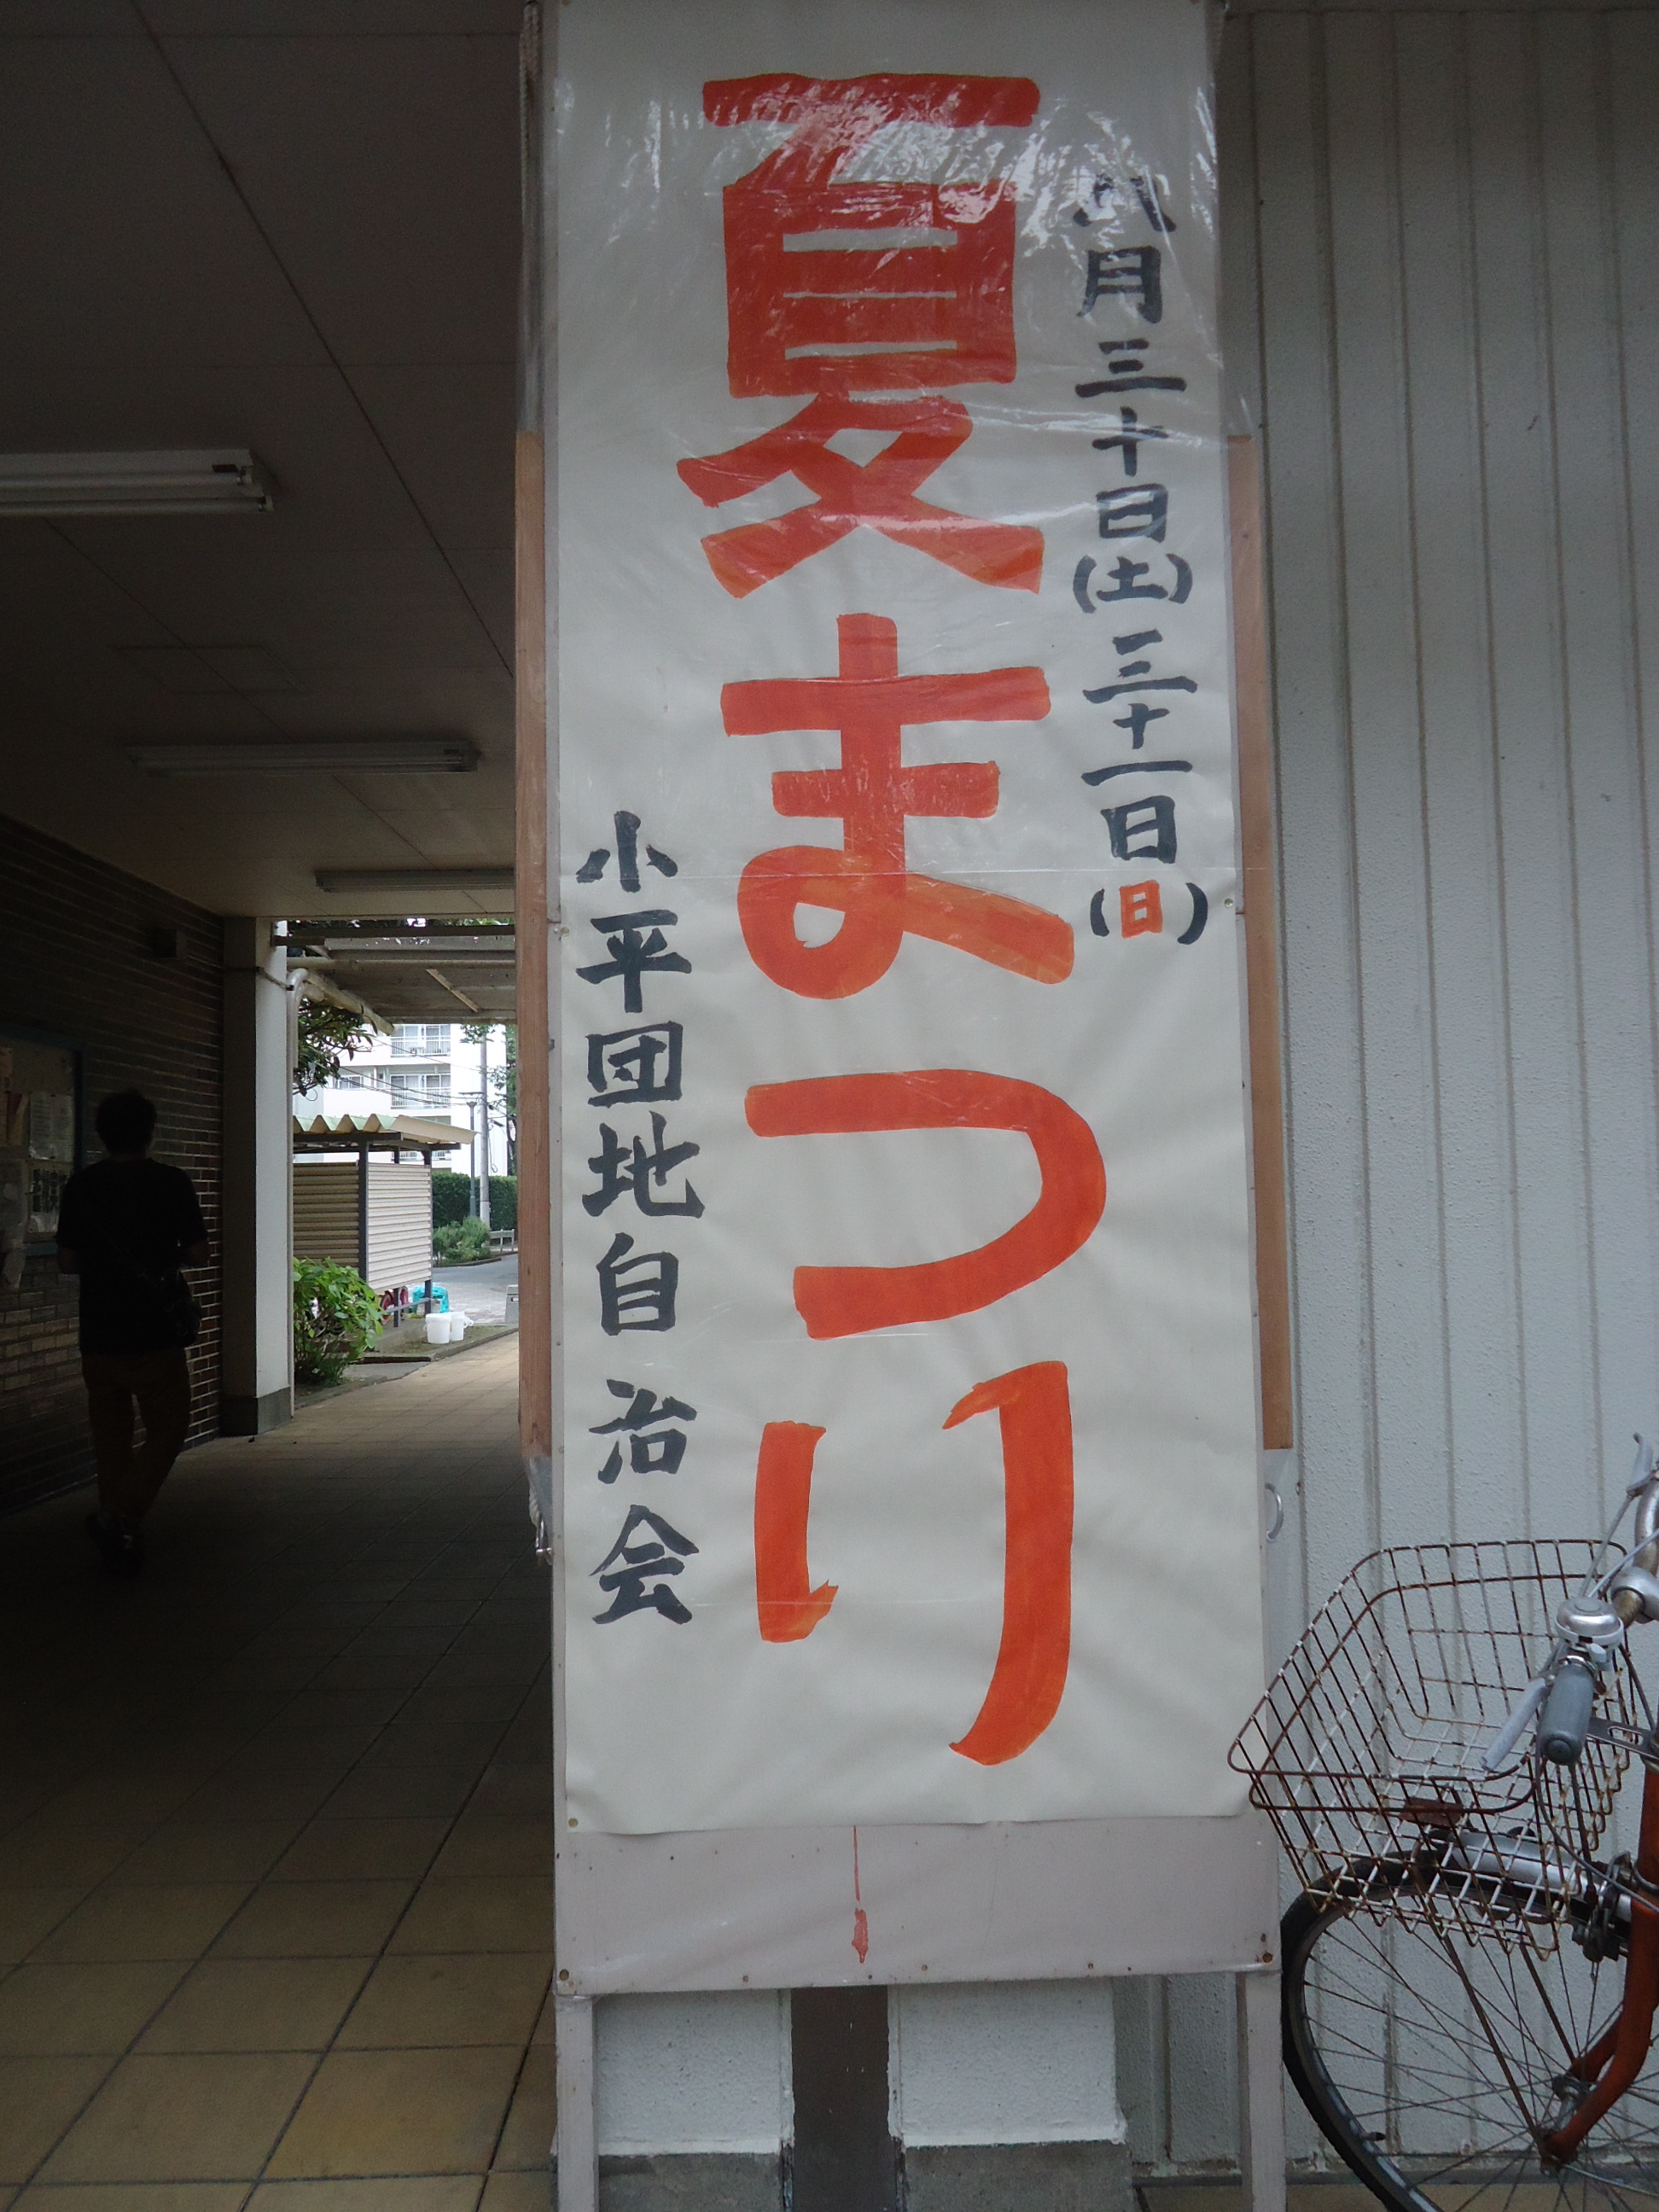 八月三十日(土)三十一日(日)
夏まつり
小平団地自治会